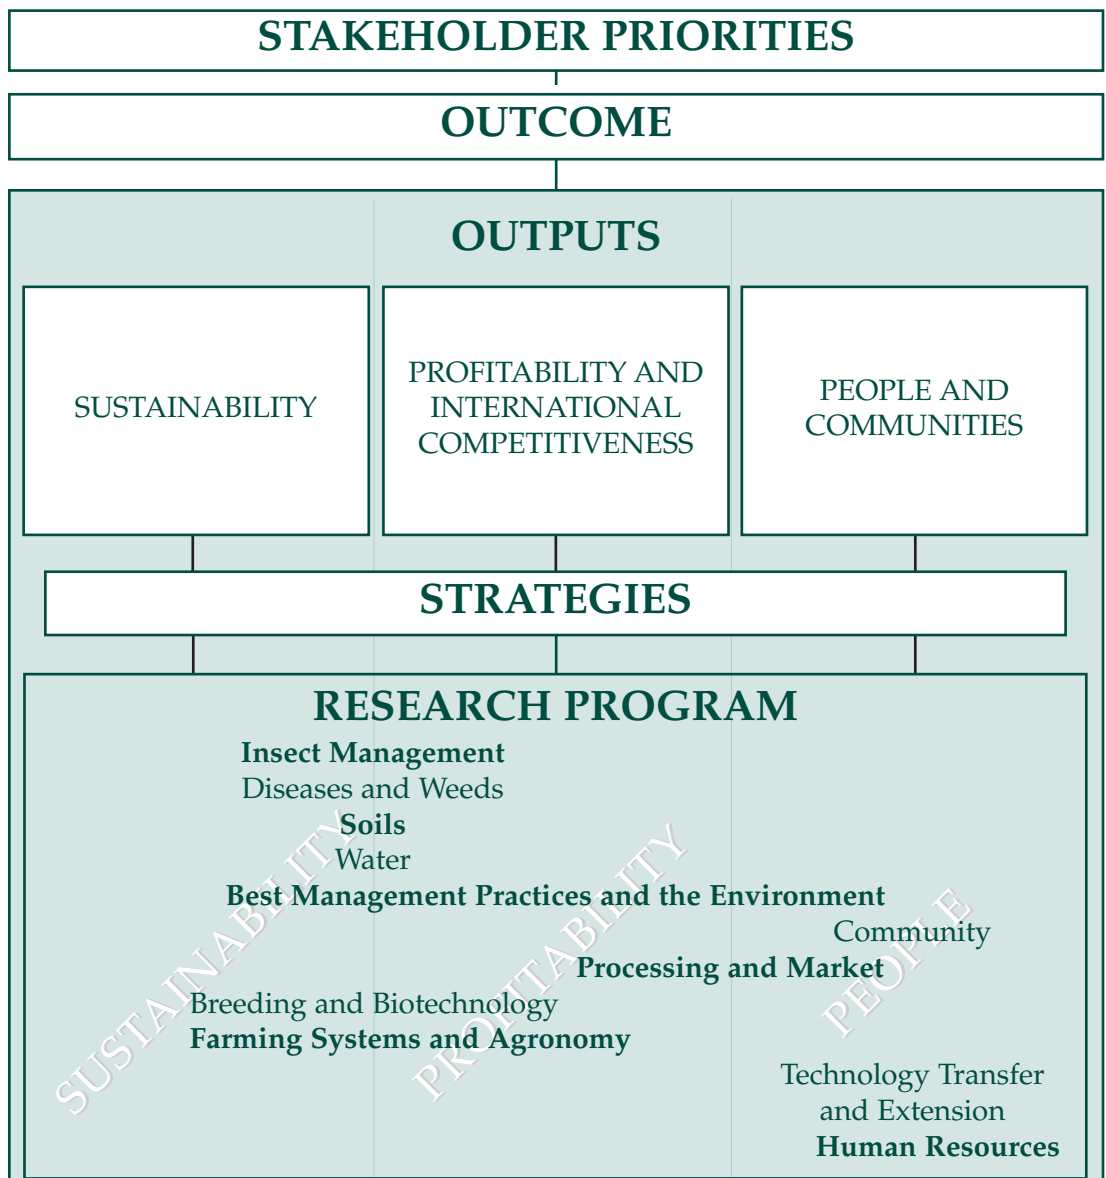 STAKEHOLDER PRIORITIES
OUTCOME
OUTPUTS
SUSTAINABILITY
PROFITABILITY AND
INTERNATIONAL
COMPETITIVENESS
PEOPLE AND
COMMUNITIES
STRATEGIES
RESEARCH PROGRAM
Insect Management
Diseases and Weeds
Soils
Water
Best Management Practices and the Environment
Community
Processing and Market
Breeding and Biotechnology
Farming Systems and Agronomy
Technology Transfer
and Extension
Human Resources
SUSTAINABILITY
PROFITABILITY
PEOPLE